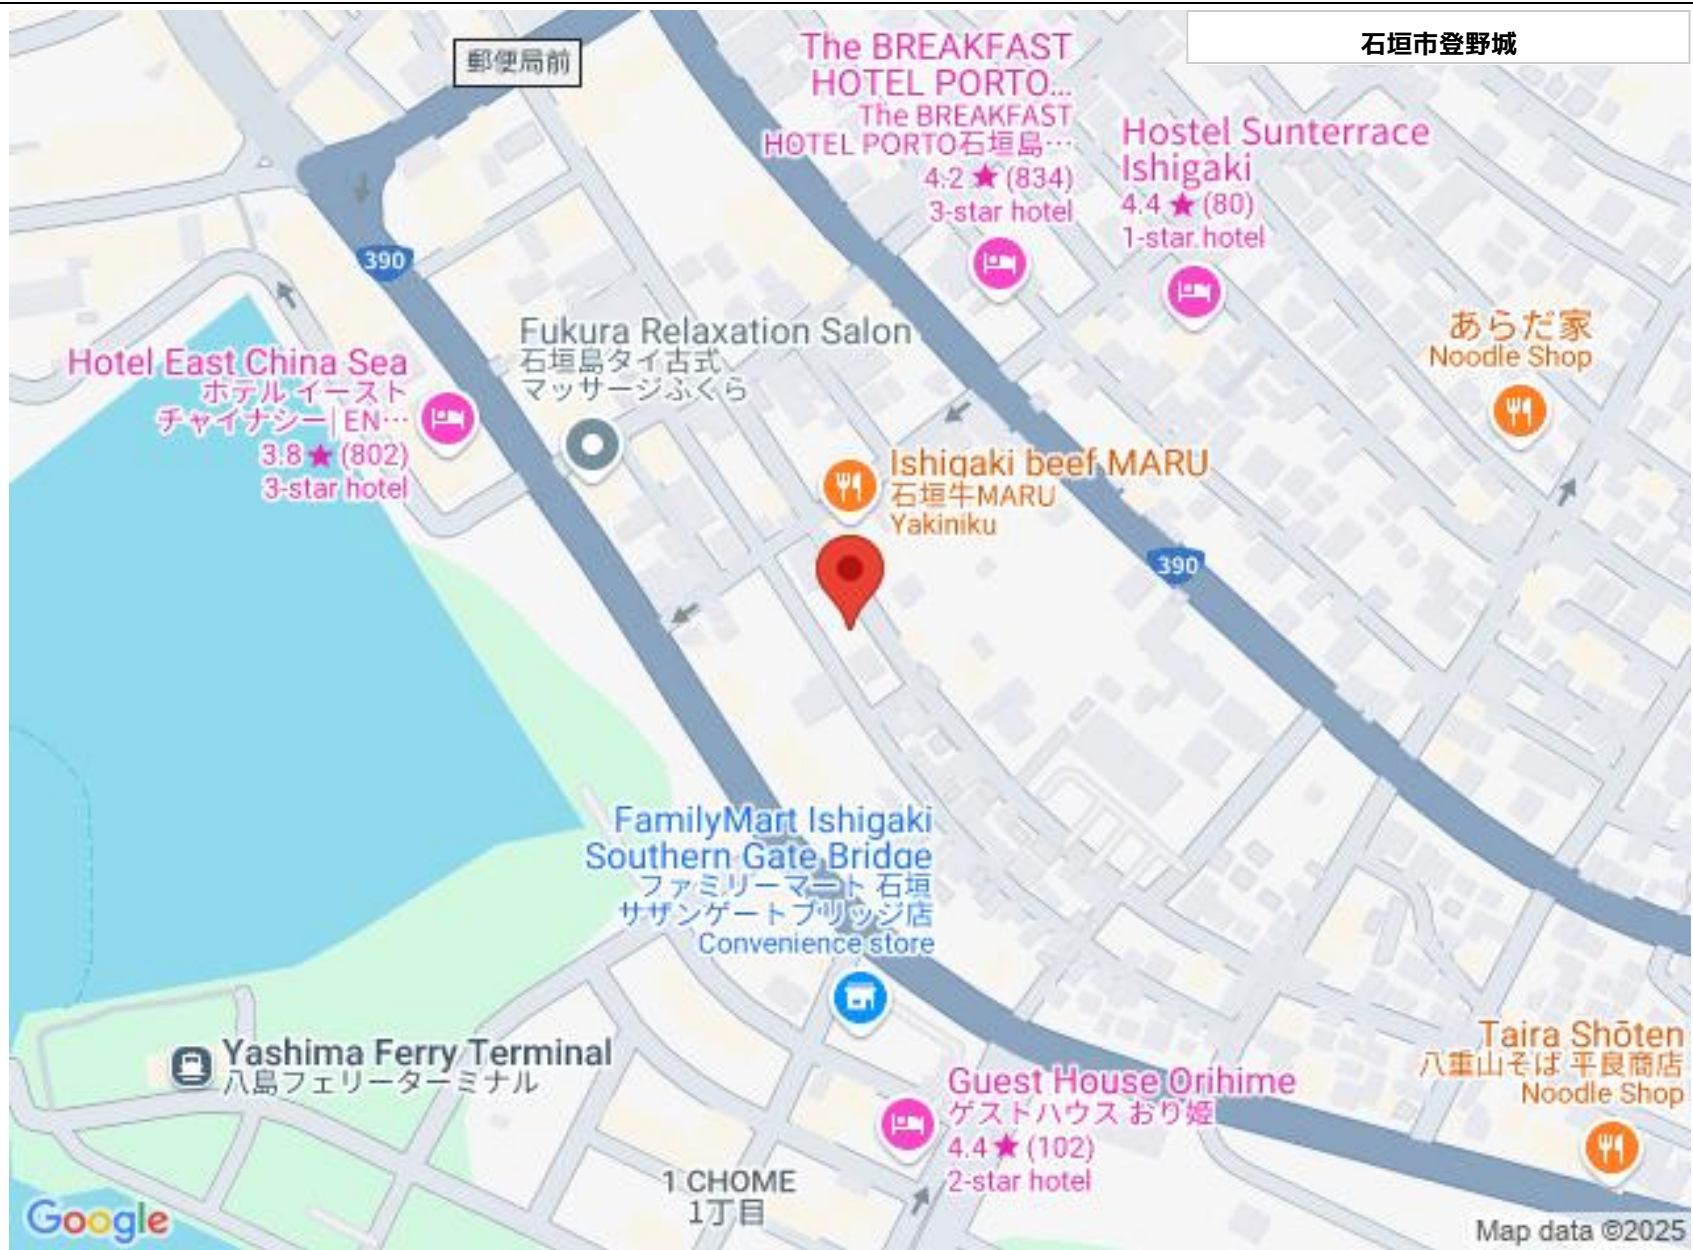 石垣市登野城
郵便局前
The BREAKFAST
HOTEL PORTO...
The BREAKFAST
HOTEL PORTO石垣島…
4.2 ★ (834)
3-star hotel
Hostel Sunterrace
Ishigaki
4.4 ★ (80)
1-star hotel
390
Fukura Relaxation Salon
石垣島タイ古式
マッサージふくら
Hotel East China Sea
ホテル イースト
チャイナシー| EN…
3.8 ★ (802)
3-star hotel
あらだ家
Noodle Shop
Ishigaki beef MARU
石垣牛MARU
Yakiniku
390
FamilyMart Ishigaki
Southern Gate Bridge
ファミリーマート 石垣
サザンゲートブリッジ店
Convenience store
Yashima Ferry Terminal
八島フェリーターミナル
Taira Shōten
八重山そば 平良商店
Noodle Shop
Guest House Orihime
ゲストハウス おり姫
4.4 ★ (102)
2-star hotel
1 CHOME
1丁目
Google
Map data ©2025